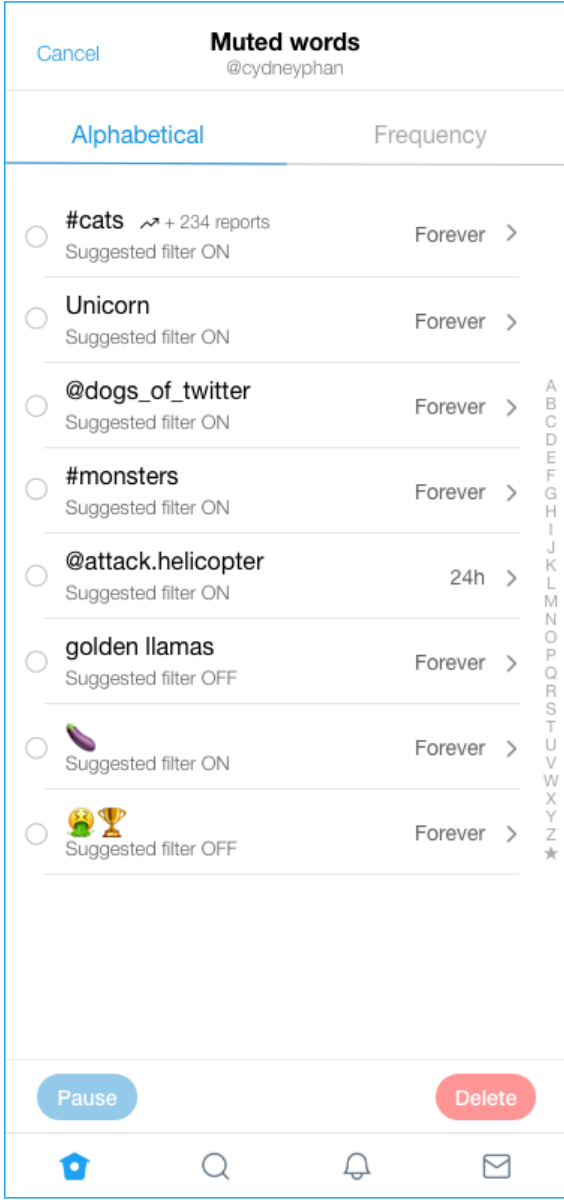 Cancel
Muted words
@cydneyphan
Alphabetical
Frequency
#cats + 234 reports
Suggested filter ON
Forever
Unicorn
Suggested filter ON
Forever
@dogs_of_twitter
Suggested filter ON
Forever
#monsters
Suggested filter ON
Forever
@attack.helicopter
Suggested filter ON
24h
golden llamas
Suggested filter OFF
Forever
🍆
Suggested filter ON
Forever
🤮🏆
Suggested filter OFF
Forever
A
B
C
D
E
F
G
H
I
J
K
L
M
N
O
P
Q
R
S
T
U
V
W
X
Y
Z
★
Pause
Delete